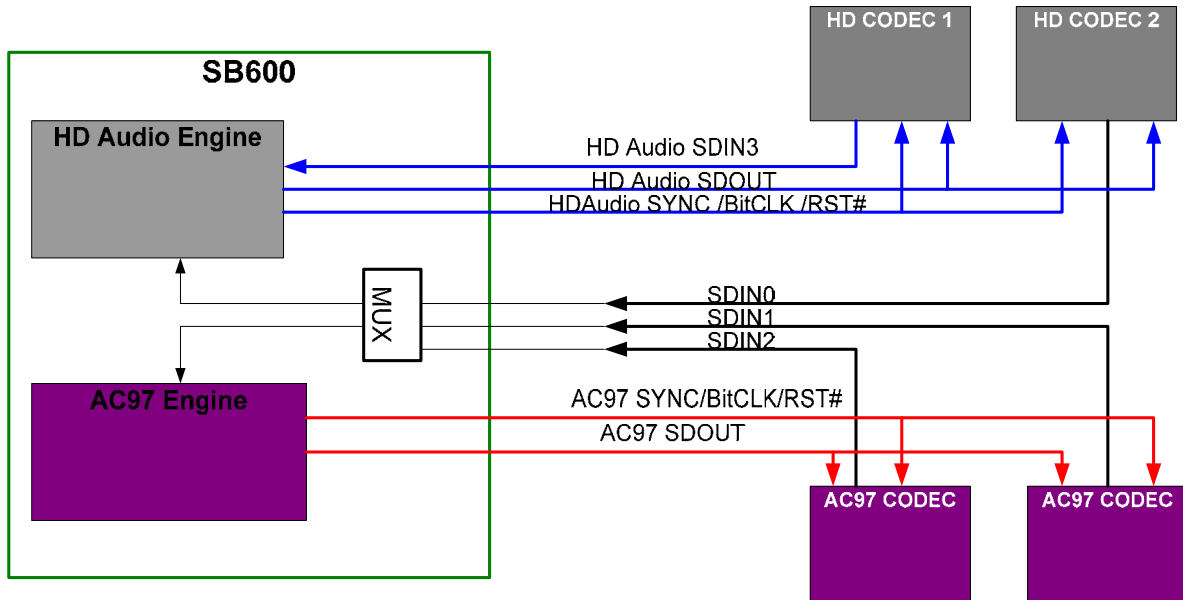 HD CODEC 1
HD CODEC 2
SB600
HD Audio Engine
HD Audio SDIN3
HD Audio SDOUT
HDAudio SYNC /BitCLK /RST#
MUX
SDIN0
SDIN1
SDIN2
AC97 Engine
AC97 SYNC/BitCLK/RST#
AC97 SDOUT
AC97 CODEC
AC97 CODEC